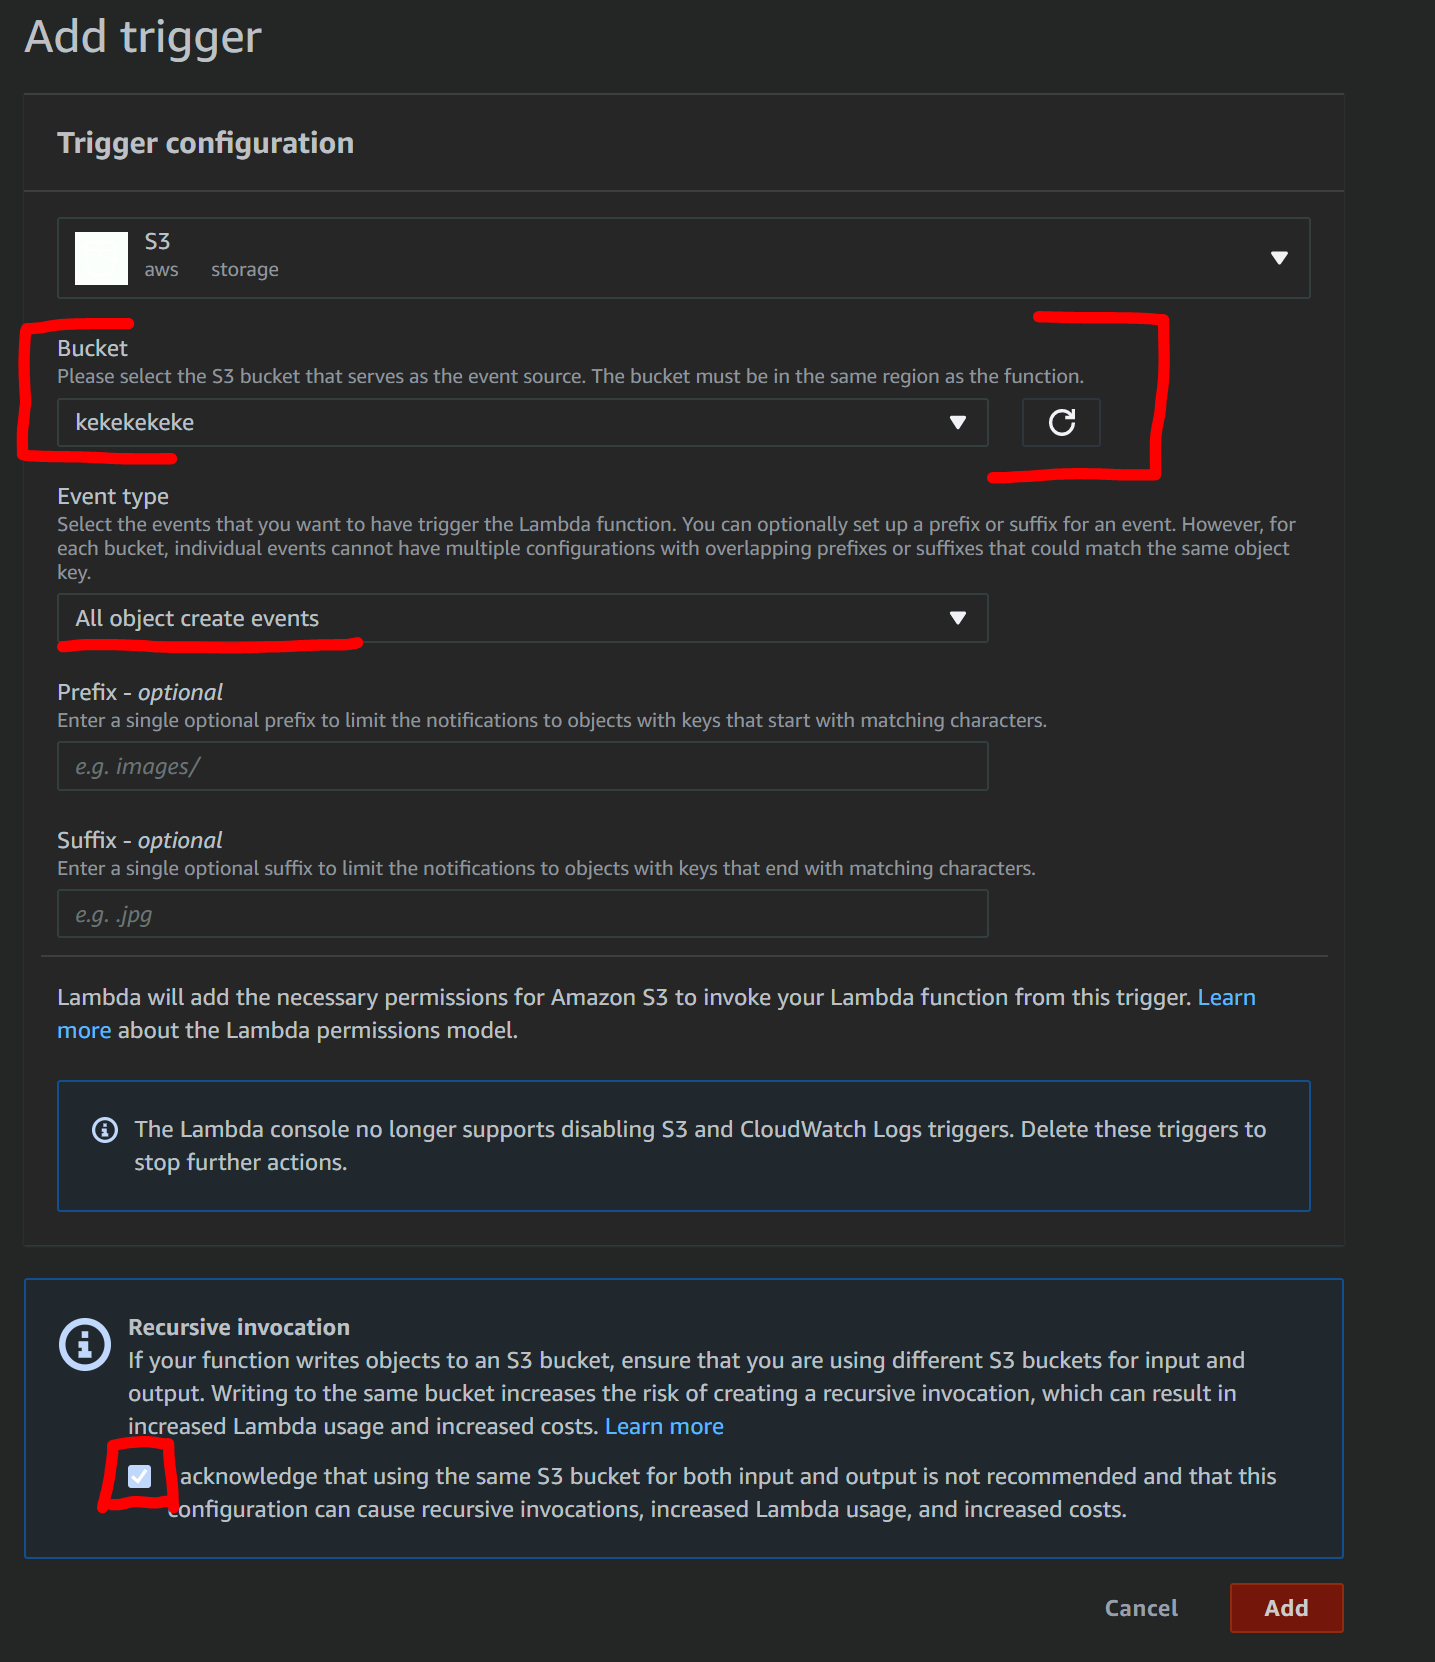 Add trigger
Trigger configuration
S3
aws storage
Bucket
Please select the S3 bucket that serves as the event source. The bucket must be in the same region as the function.
kekekekeke
Event type
Select the events that you want to have trigger the Lambda function. You can optionally set up a prefix or suffix for an event. However, for
each bucket, individual events cannot have multiple configurations with overlapping prefixes or suffixes that could match the same object
key.
All object create events
Prefix - optional
Enter a single optional prefix to limit the notifications to objects with keys that start with matching characters.
e.g. images/
Suffix - optional
Enter a single optional suffix to limit the notifications to objects with keys that end with matching characters.
e.g. .jpg
Lambda will add the necessary permissions for Amazon S3 to invoke your Lambda function from this trigger. Learn
more about the Lambda permissions model.
The Lambda console no longer supports disabling S3 and CloudWatch Logs triggers. Delete these triggers to
stop further actions.
Recursive invocation
If your function writes objects to an S3 bucket, ensure that you are using different S3 buckets for input and
output. Writing to the same bucket increases the risk of creating a recursive invocation, which can result in
increased Lambda usage and increased costs. Learn more
acknowledge that using the same S3 bucket for both input and output is not recommended and that this
configuration can cause recursive invocations, increased Lambda usage, and increased costs.
Cancel Add